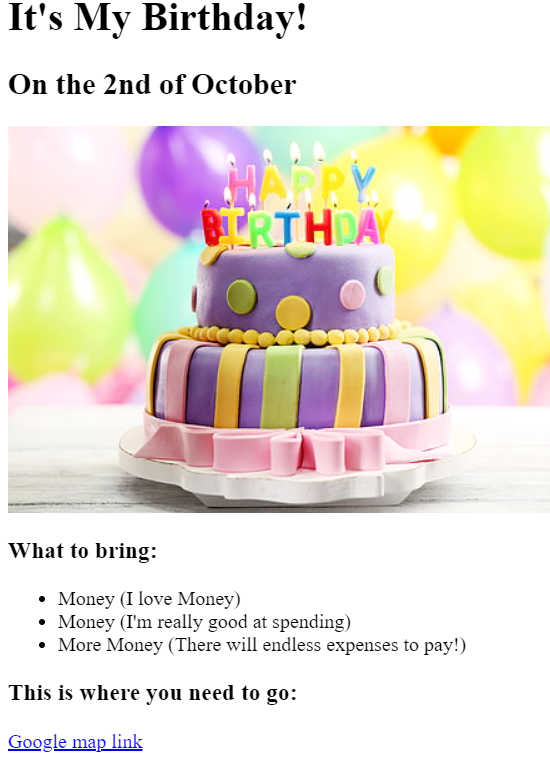 It's My Birthday!
On the 2nd of October
HAPPY
BIRTHDAY
What to bring:
Money (I love Money)
Money (I'm really good at spending)
More Money (There will endless expenses to pay!)
This is where you need to go:
Google map link